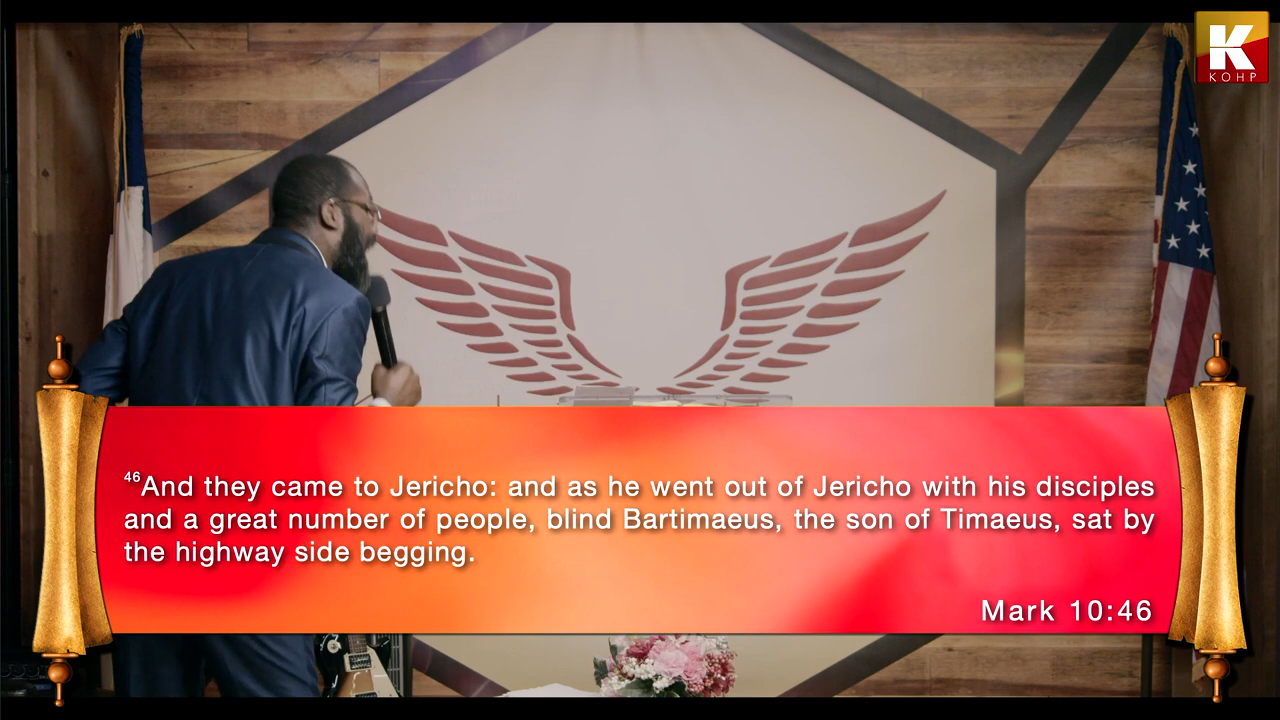 K
KOHP
46And they came to Jericho: and as he went out of Jericho with his disciples
and a great number of people, blind Bartimaeus, the son of Timaeus, sat by
the highway side begging.
Mark 10:46